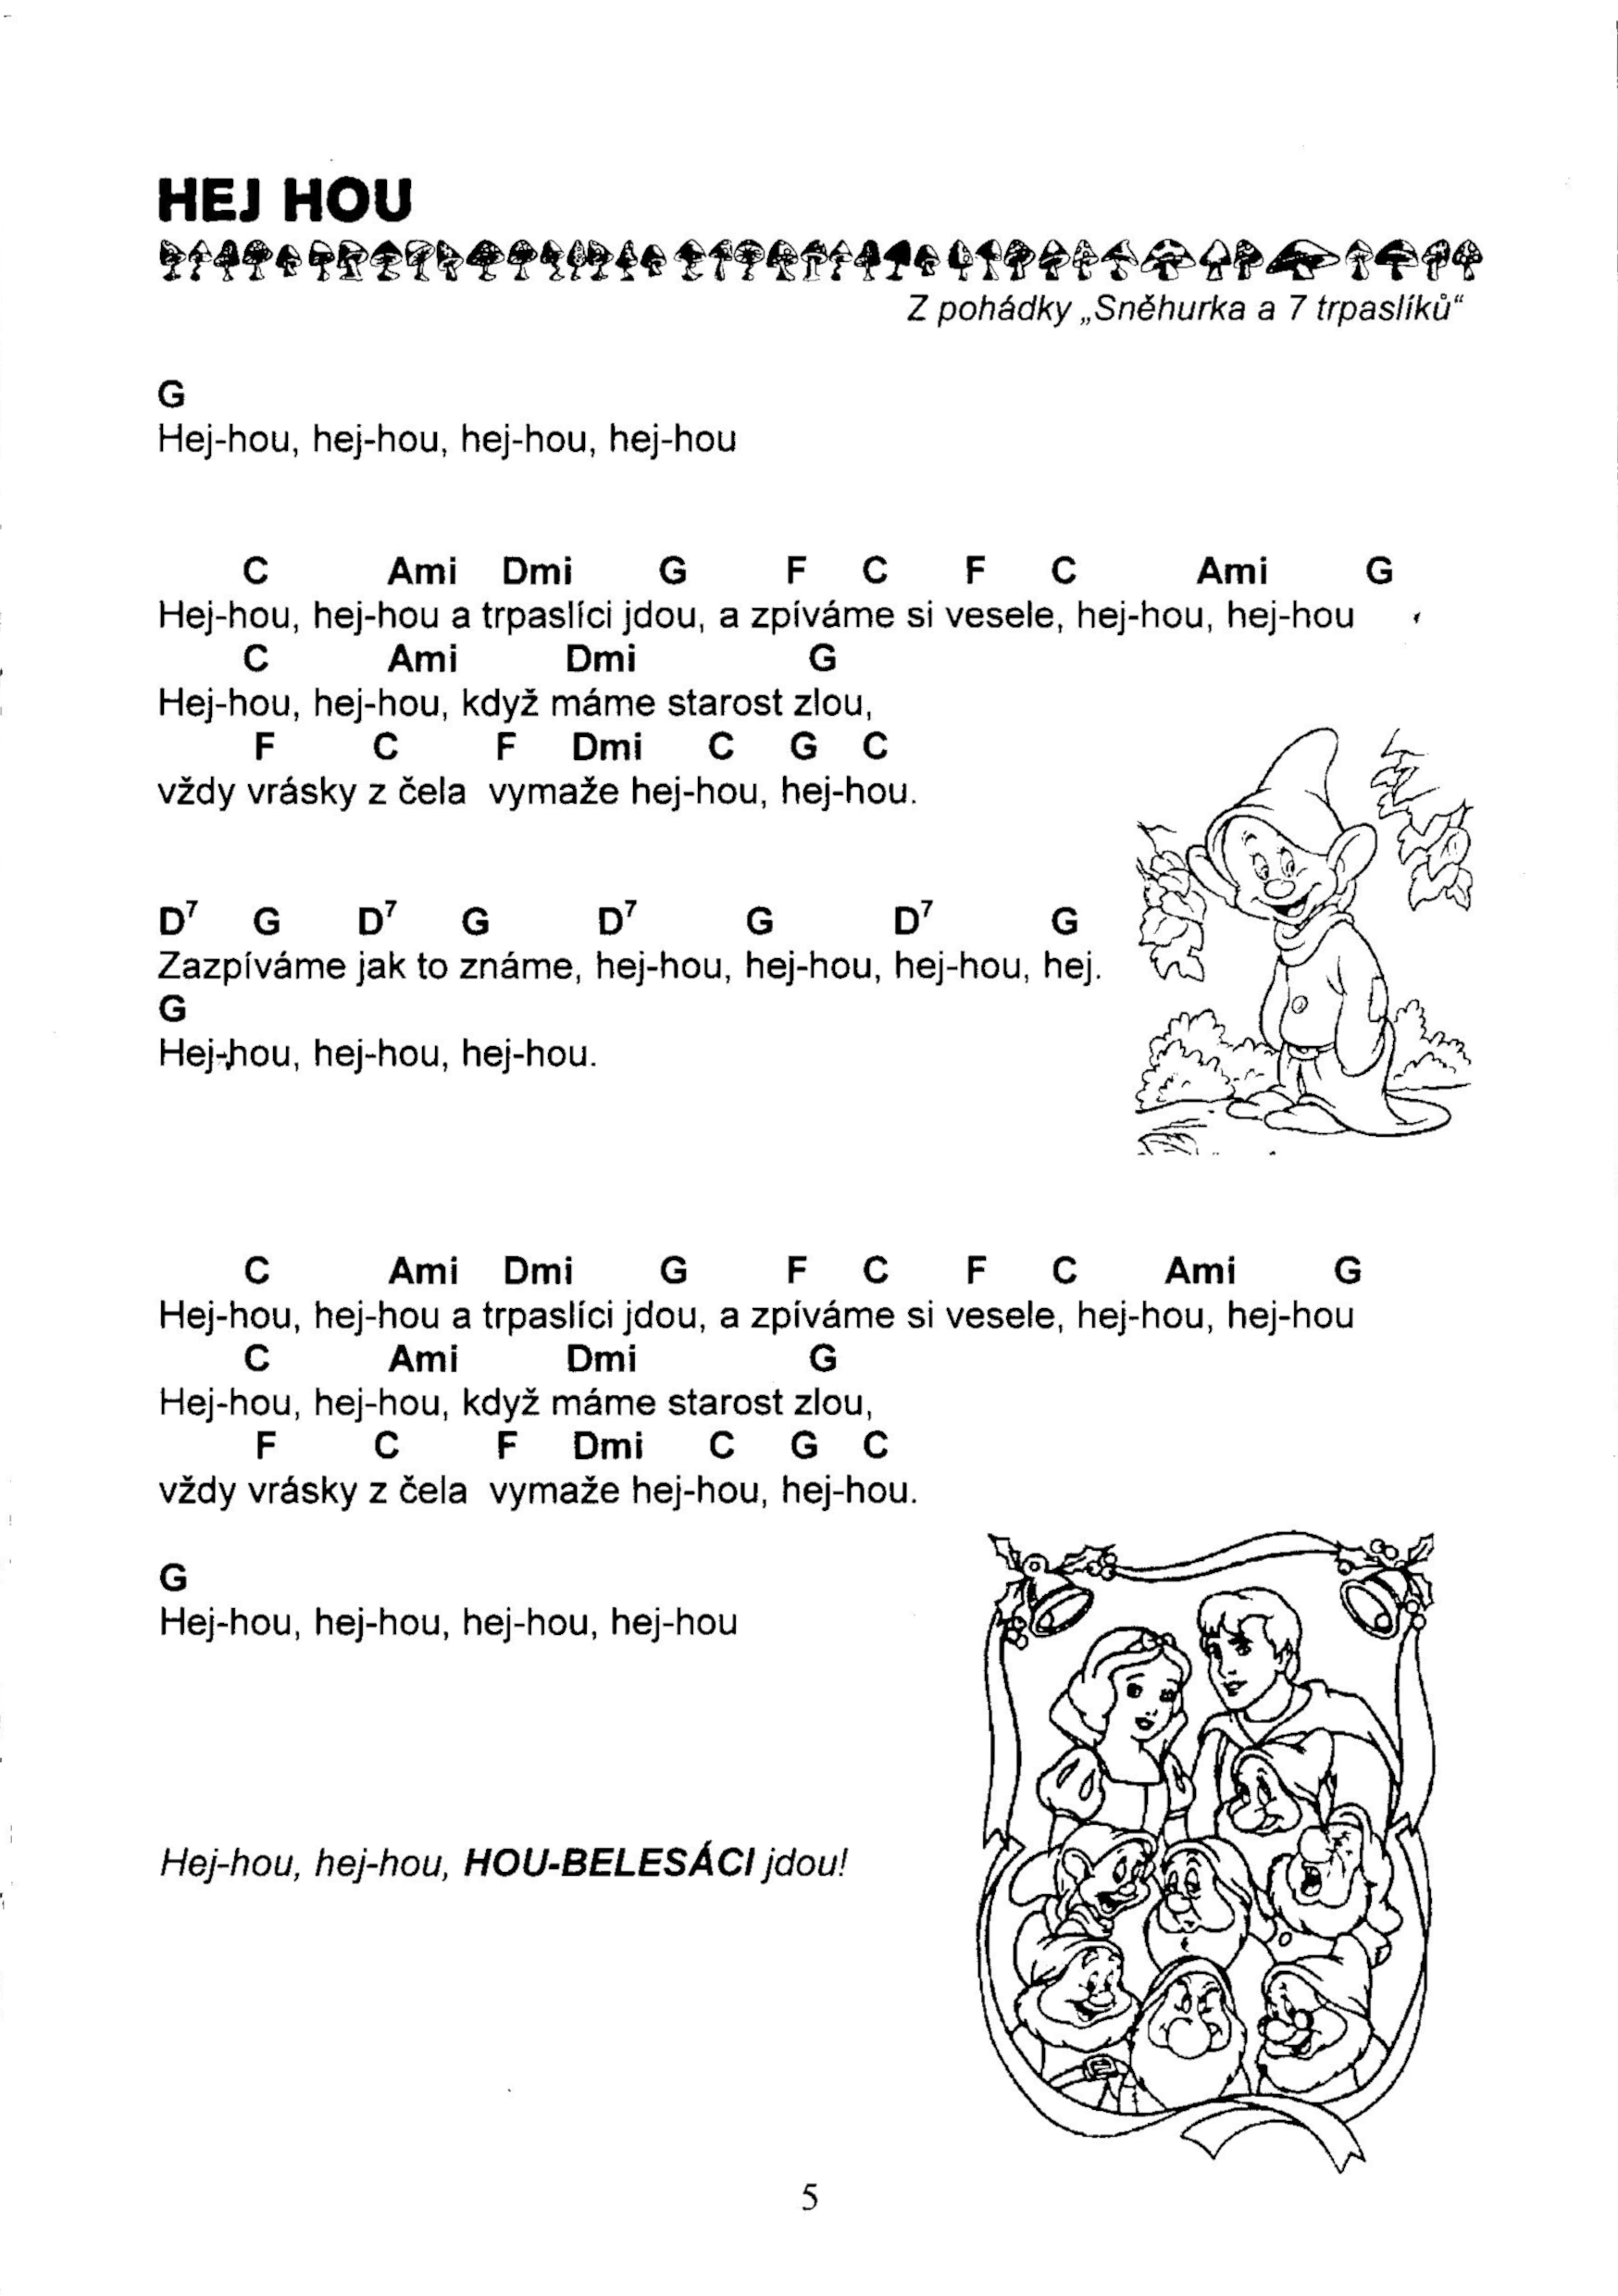 HEJ HOU
Z pohádky „Sněhurka a 7 trpaslíků“
G
Hej-hou, hej-hou, hej-hou, hej-hou
C Ami Dmi G F C F C Ami G
Hej-hou, hej-hou a trpaslíci jdou, a zpíváme si vesele, hej-hou, hej-hou
C Ami Dmi G
Hej-hou, hej-hou, když máme starost zlou,
F C F Dmi C G C
vždy vrásky z čela vymaže hej-hou, hej-hou.
D⁷ G D⁷ G D⁷ G D⁷ G
Zazpíváme jak to známe, hej-hou, hej-hou, hej-hou, hej.
G
Hej-hou, hej-hou, hej-hou.
C Ami Dmi G F C F C Ami G
Hej-hou, hej-hou a trpaslíci jdou, a zpíváme si vesele, hej-hou, hej-hou
C Ami Dmi G
Hej-hou, hej-hou, když máme starost zlou,
F C F Dmi C G C
vždy vrásky z čela vymaže hej-hou, hej-hou.
G
Hej-hou, hej-hou, hej-hou, hej-hou
Hej-hou, hej-hou, HOU-BELESÁCI jdou!
5